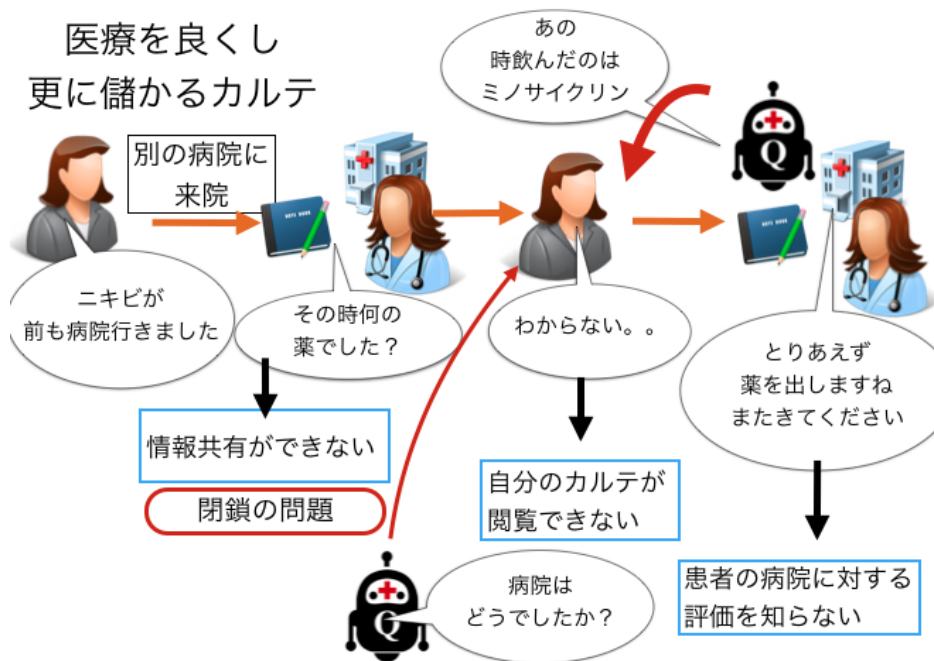 医療を良くし
更に儲かるカルテ
あの
時飲んだのは
ミノサイクリン
別の病院に
来院
Q
NOTE BOOK
NOTE BOOK
ニキビが
前も病院行きました
その時何の
薬でした？
わからない。。
とりあえず
薬を出しますね
またきてください
情報共有ができない
閉鎖の問題
自分のカルテが
閲覧できない
患者の病院に対する
評価を知らない
病院は
どうでしたか？
Q